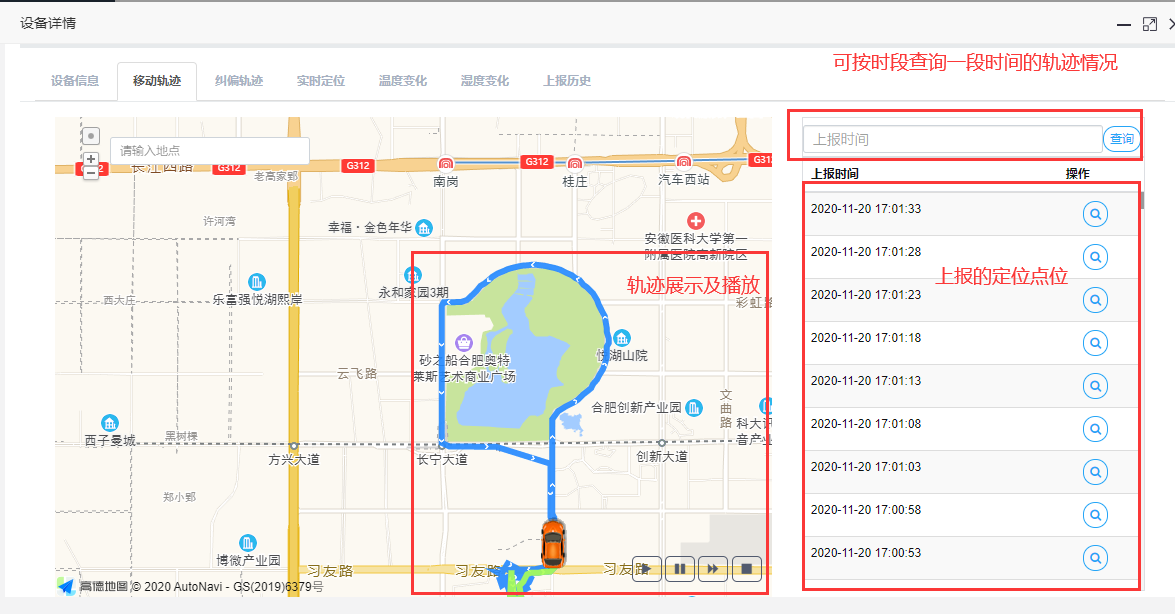 设备详情
可按时段查询一段时间的轨迹情况
设备信息 移动轨迹 纠偏轨迹 实时定位 温度变化 湿度变化 上报历史
请输入地点
上报时间 查询
长江西路 G312 G312 G312
老高家郢
南岗 桂庄 汽车西站
上报时间 操作
许河湾
幸福·金色年华
安徽医科大学第一
附属医院高新院区
2020-11-20 17:01:33
2020-11-20 17:01:28
2020-11-20 17:01:23
2020-11-20 17:01:18
2020-11-20 17:01:13
2020-11-20 17:01:08
2020-11-20 17:01:03
2020-11-20 17:00:58
2020-11-20 17:00:53
上报的定位点位
轨迹展示及播放
永和家园3期
西大庄
乐富强悦湖熙岸
彩虹路
悦湖山院
砂之船合肥奥特
莱斯艺术商业广场
云飞路
文曲路
合肥创新产业园
西子曼城
黑树棵
科大讯
音产业
方兴大道 长宁大道 创新大道
郑小郢
博微产业园
习友路 习友路 习友路
高德地图 © 2020 AutoNavi - GS(2019)6379号